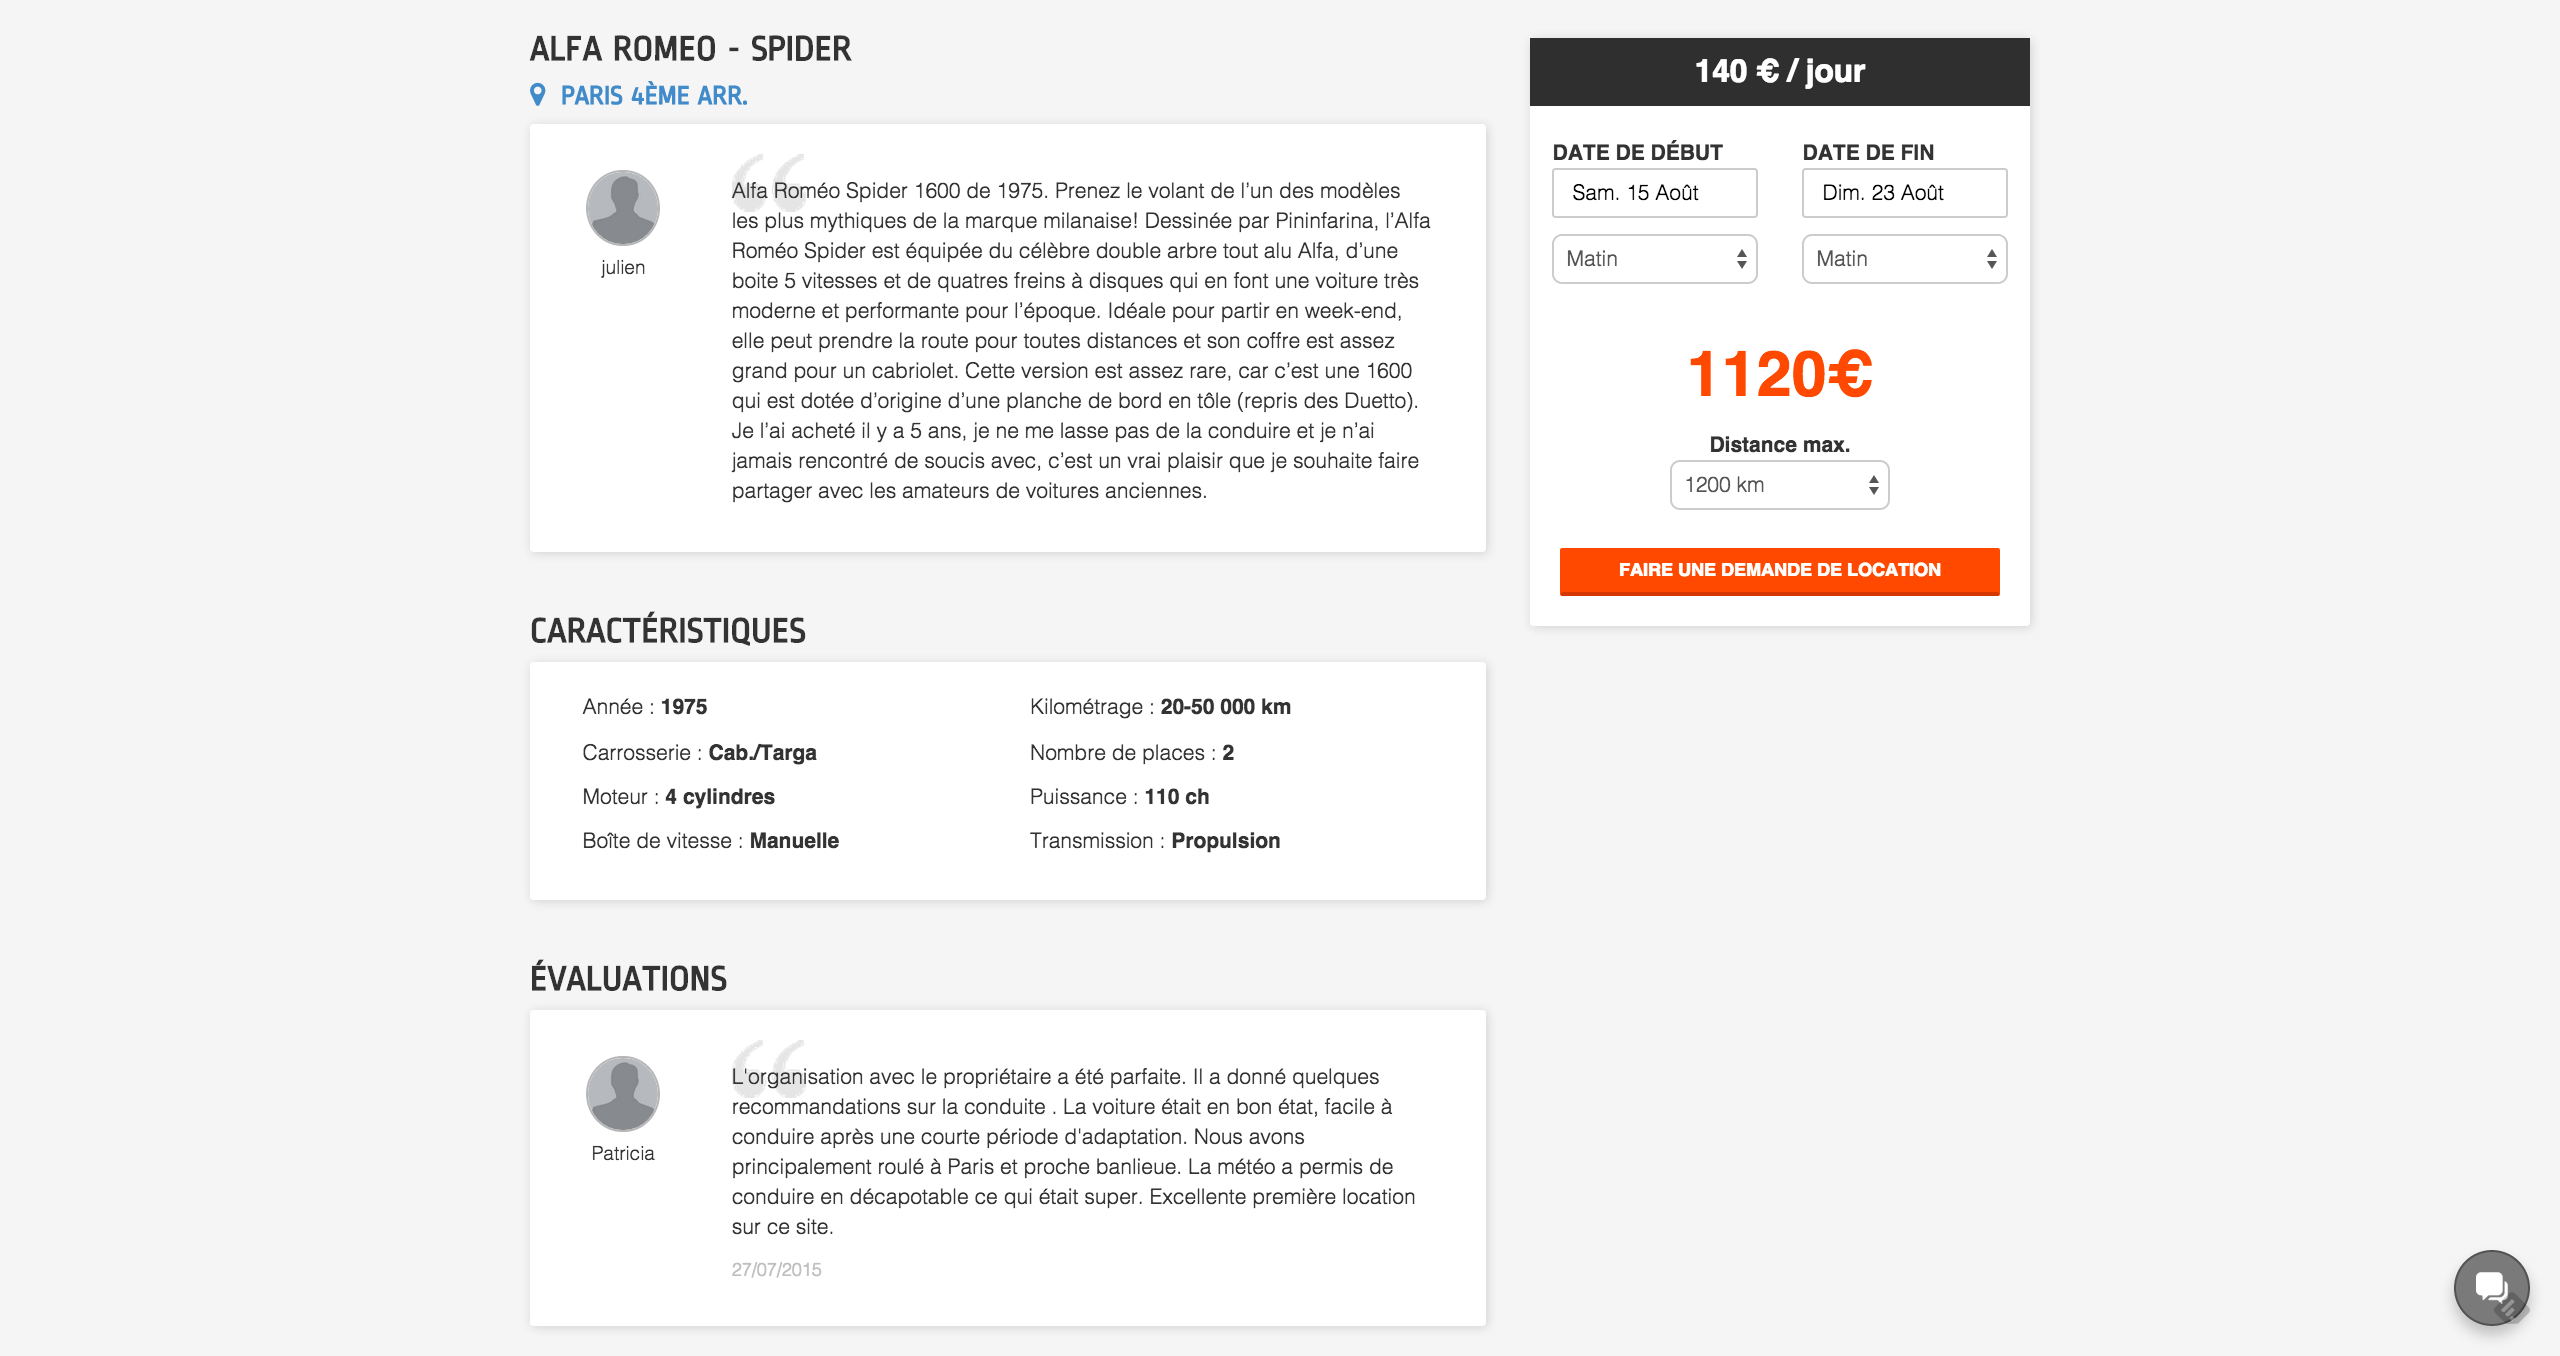 ALFA ROMEO - SPIDER
PARIS 4ÈME ARR.
julien
Alfa Roméo Spider 1600 de 1975. Prenez le volant de l’un des modèles
les plus mythiques de la marque milanaise! Dessinée par Pininfarina, l’Alfa
Roméo Spider est équipée du célèbre double arbre tout alu Alfa, d’une
boite 5 vitesses et de quatres freins à disques qui en font une voiture très
moderne et performante pour l’époque. Idéale pour partir en week-end,
elle peut prendre la route pour toutes distances et son coffre est assez
grand pour un cabriolet. Cette version est assez rare, car c’est une 1600
qui est dotée d’origine d’une planche de bord en tôle (repris des Duetto).
Je l’ai acheté il y a 5 ans, je ne me lasse pas de la conduire et je n’ai
jamais rencontré de soucis avec, c’est un vrai plaisir que je souhaite faire
partager avec les amateurs de voitures anciennes.
140 € / jour
DATE DE DÉBUT
DATE DE FIN
Sam. 15 Août
Dim. 23 Août
Matin
Matin
1120€
Distance max.
1200 km
FAIRE UNE DEMANDE DE LOCATION
CARACTÉRISTIQUES
Année : 1975
Kilométrage : 20-50 000 km
Carrosserie : Cab./Targa
Nombre de places : 2
Moteur : 4 cylindres
Puissance : 110 ch
Boîte de vitesse : Manuelle
Transmission : Propulsion
ÉVALUATIONS
Patricia
L'organisation avec le propriétaire a été parfaite. Il a donné quelques
recommandations sur la conduite . La voiture était en bon état, facile à
conduire après une courte période d'adaptation. Nous avons
principalement roulé à Paris et proche banlieue. La météo a permis de
conduire en décapotable ce qui était super. Excellente première location
sur ce site.
27/07/2015